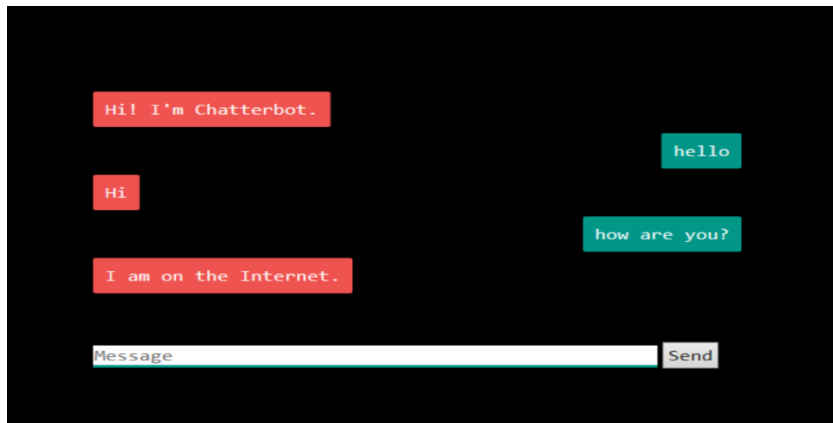 Hi! I'm Chatterbot.
hello
Hi
how are you?
I am on the Internet.
Message
Send